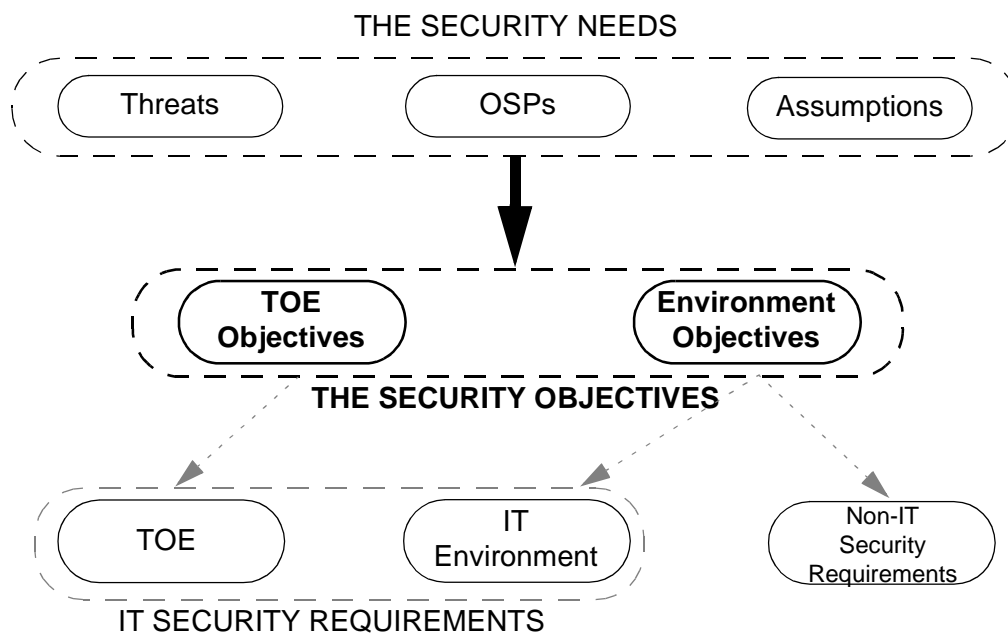 THE SECURITY NEEDS
Threats
OSPs
Assumptions
TOE
Objectives
Environment
Objectives
THE SECURITY OBJECTIVES
TOE
IT
Environment
Non-IT
Security
Requirements
IT SECURITY REQUIREMENTS